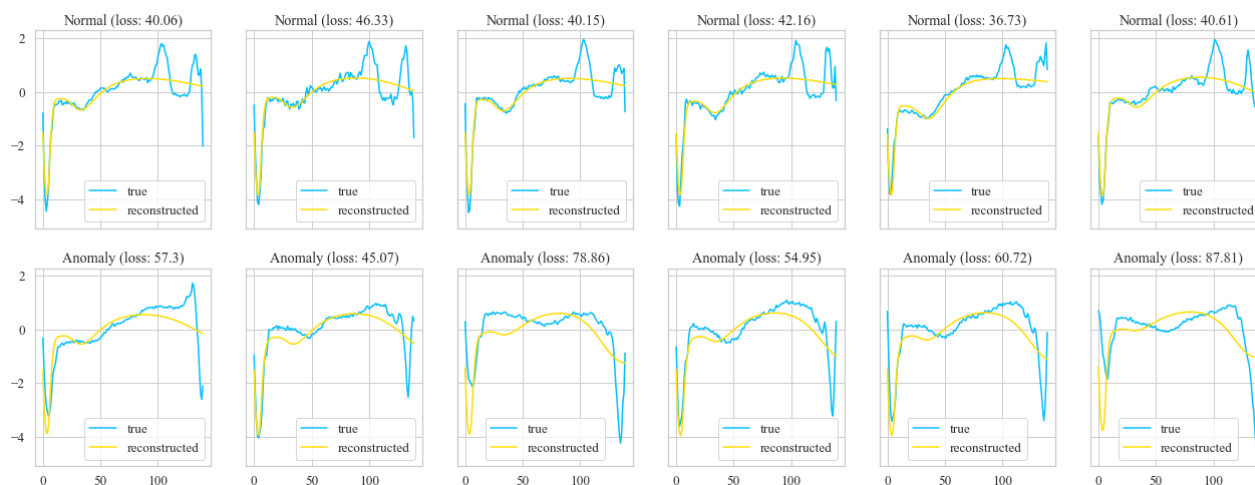 Normal (loss: 40.06) Normal (loss: 46.33) Normal (loss: 40.15) Normal (loss: 42.16) Normal (loss: 36.73) Normal (loss: 40.61)
2
0
−2
−4
true true true true true true
reconstructed reconstructed reconstructed reconstructed reconstructed reconstructed
Anomaly (loss: 57.3) Anomaly (loss: 45.07) Anomaly (loss: 78.86) Anomaly (loss: 54.95) Anomaly (loss: 60.72) Anomaly (loss: 87.81)
2
0
−2
−4
true true true true true true
reconstructed reconstructed reconstructed reconstructed reconstructed reconstructed
0 50 100 0 50 100 0 50 100 0 50 100 0 50 100 0 50 100